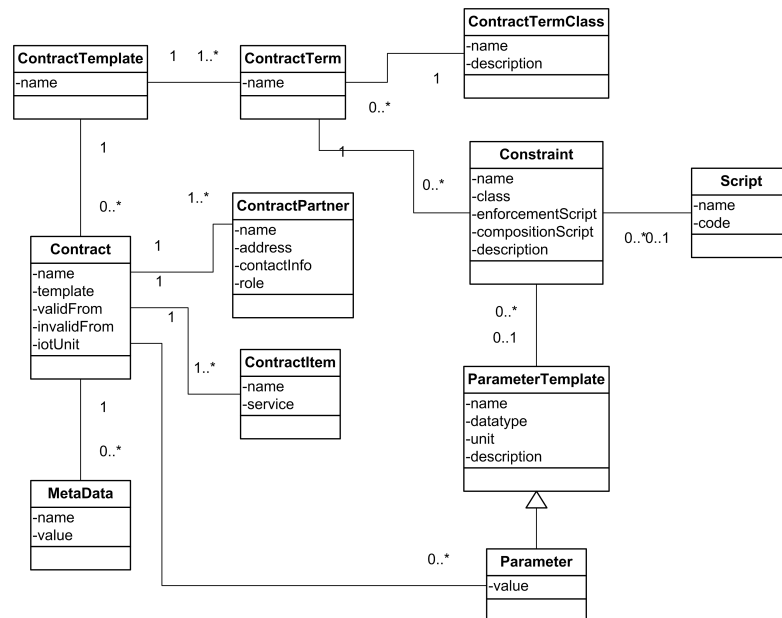 ContractTemplate
-name
1
1..*
ContractTerm
-name
ContractTermClass
-name
-description
1
0..*
1
0..*
1
0..*
Constraint
-name
-class
-enforcementScript
-compositionScript
-description
0..*
0..1
Script
-name
-code
Contract
-name
-template
-validFrom
-invalidFrom
-iotUnit
1
1..*
ContractPartner
-name
-address
-contactInfo
-role
1
1..*
ContractItem
-name
-service
1
0..*
0..1
ParameterTemplate
-name
-datatype
-unit
-description
1
0..*
MetaData
-name
-value
0..*
Parameter
-value